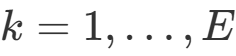 k = 1, . . . , E